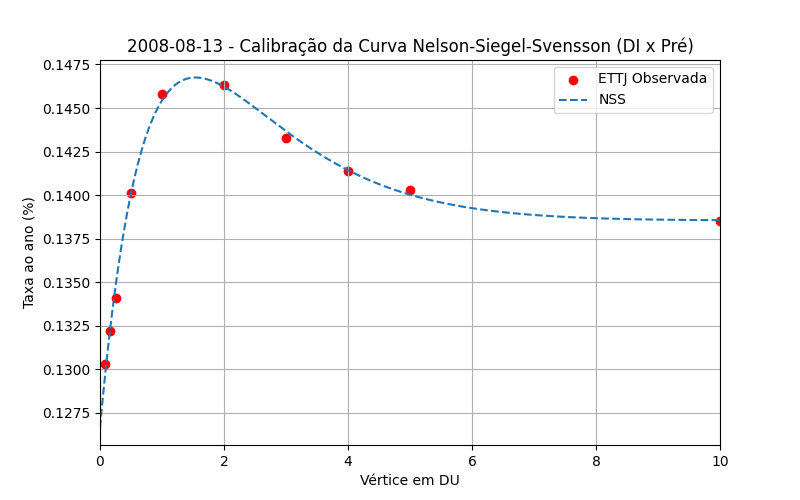 2008-08-13 - Calibração da Curva Nelson-Siegel-Svensson (DI x Pré)
ETTJ Observada
NSS
Taxa ao ano (%)
0.1475
0.1450
0.1425
0.1400
0.1375
0.1350
0.1325
0.1300
0.1275
0 2 4 6 8 10
Vértice em DU